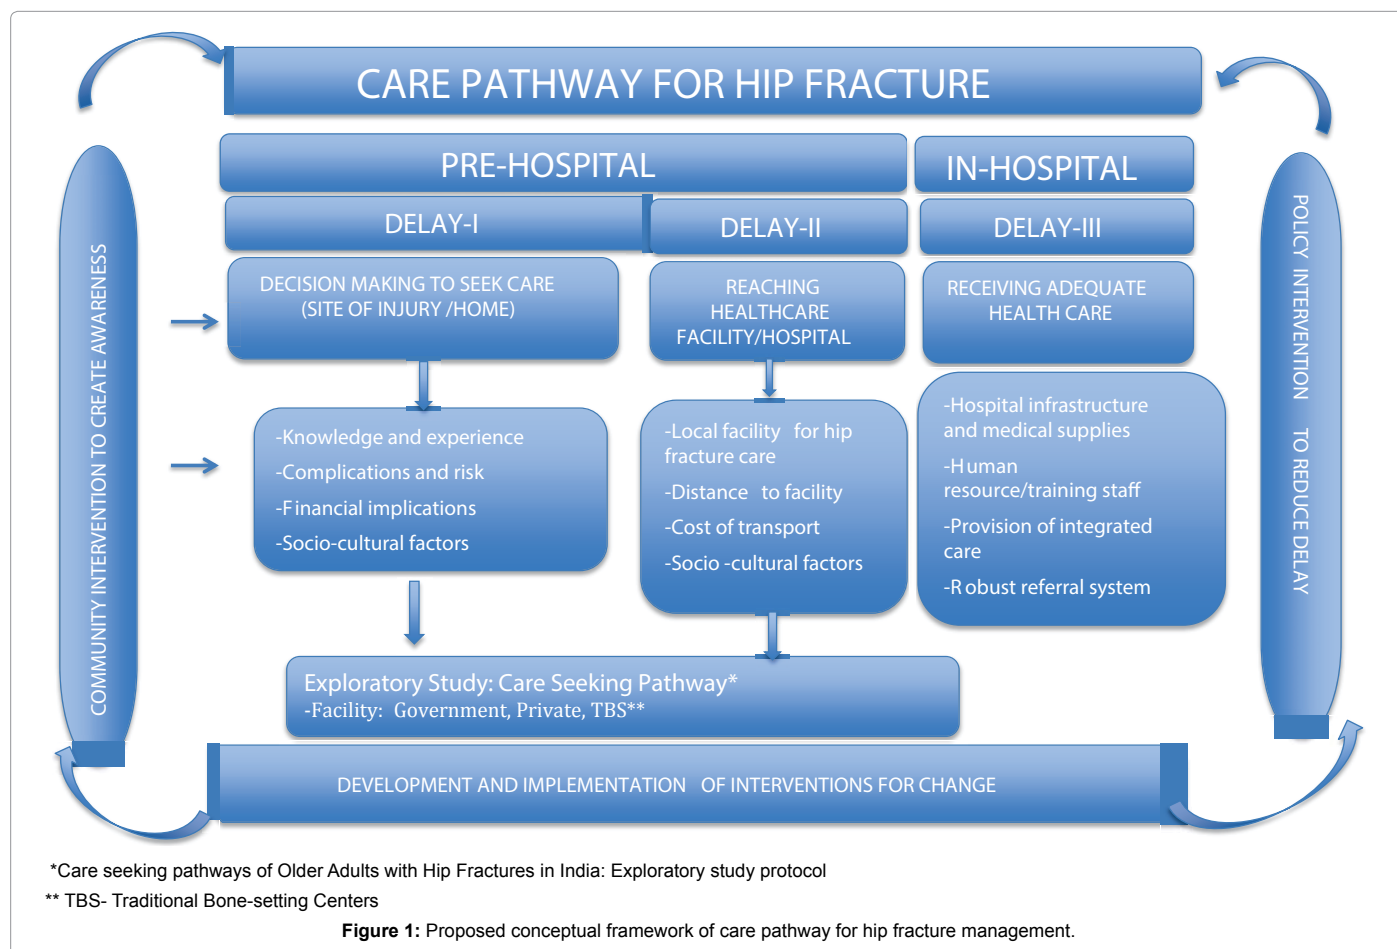 CARE PATHWAY FOR HIP FRACTURE
PRE-HOSPITAL
IN-HOSPITAL
DELAY-I
DELAY-II
DELAY-III
DECISION MAKING TO SEEK CARE
(SITE OF INJURY /HOME)
REACHING
HEALTHCARE
FACILITY/HOSPITAL
RECEIVING ADEQUATE
HEALTH CARE
-Knowledge and experience
-Complications and risk
-Financial implications
-Socio-cultural factors
-Local facility for hip
fracture care
-Distance to facility
-Cost of transport
-Socio -cultural factors
-Hospital infrastructure
and medical supplies
-Human
resource/training staff
-Provision of integrated
care
-Robust referral system
COMMUNITY INTERVENTION TO CREATE AWARENESS
POLICY INTERVENTION TO REDUCE DELAY
Exploratory Study: Care Seeking Pathway*
-Facility: Government, Private, TBS**
DEVELOPMENT AND IMPLEMENTATION OF INTERVENTIONS FOR CHANGE
*Care seeking pathways of Older Adults with Hip Fractures in India: Exploratory study protocol
** TBS- Traditional Bone-setting Centers
Figure 1: Proposed conceptual framework of care pathway for hip fracture management.